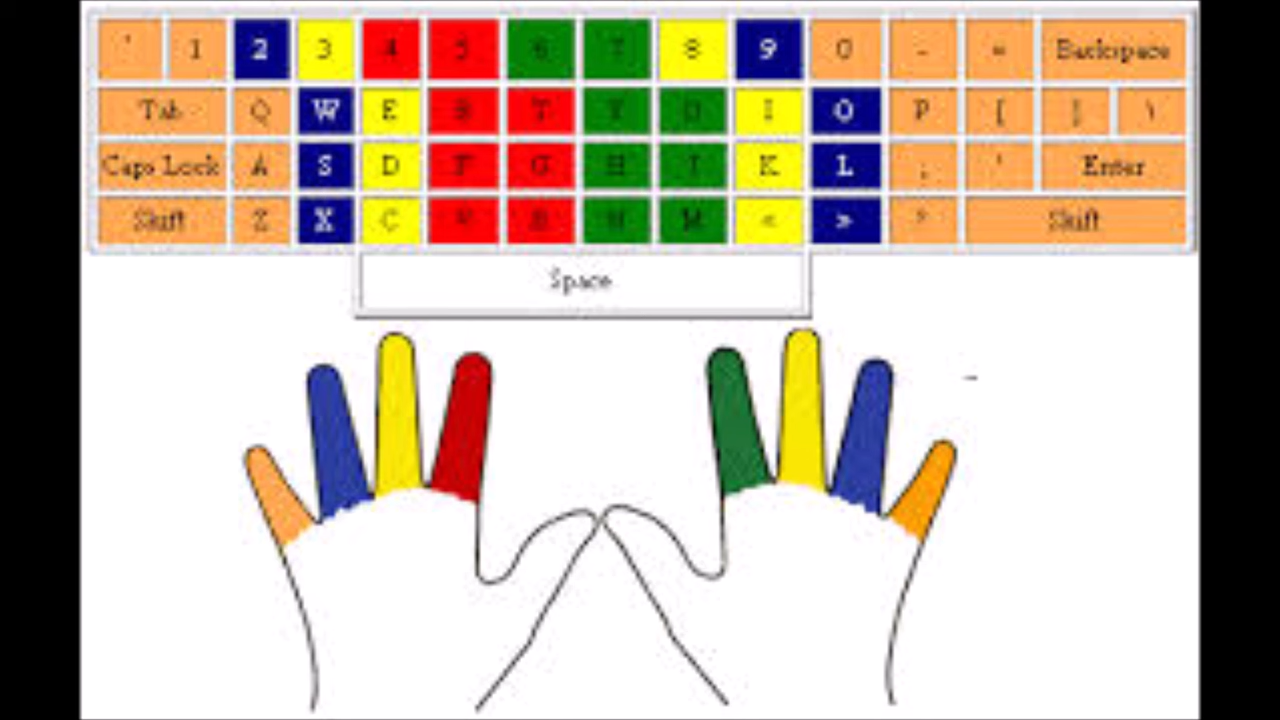 ' 1 2 3 4 5 6 7 8 9 0 - = Backspace
Tab Q W E R T Y U I O P [ ] \
Caps Lock A S D F G H J K L ; ' Enter
Shift Z X C V B N M < > ? Shift
Space